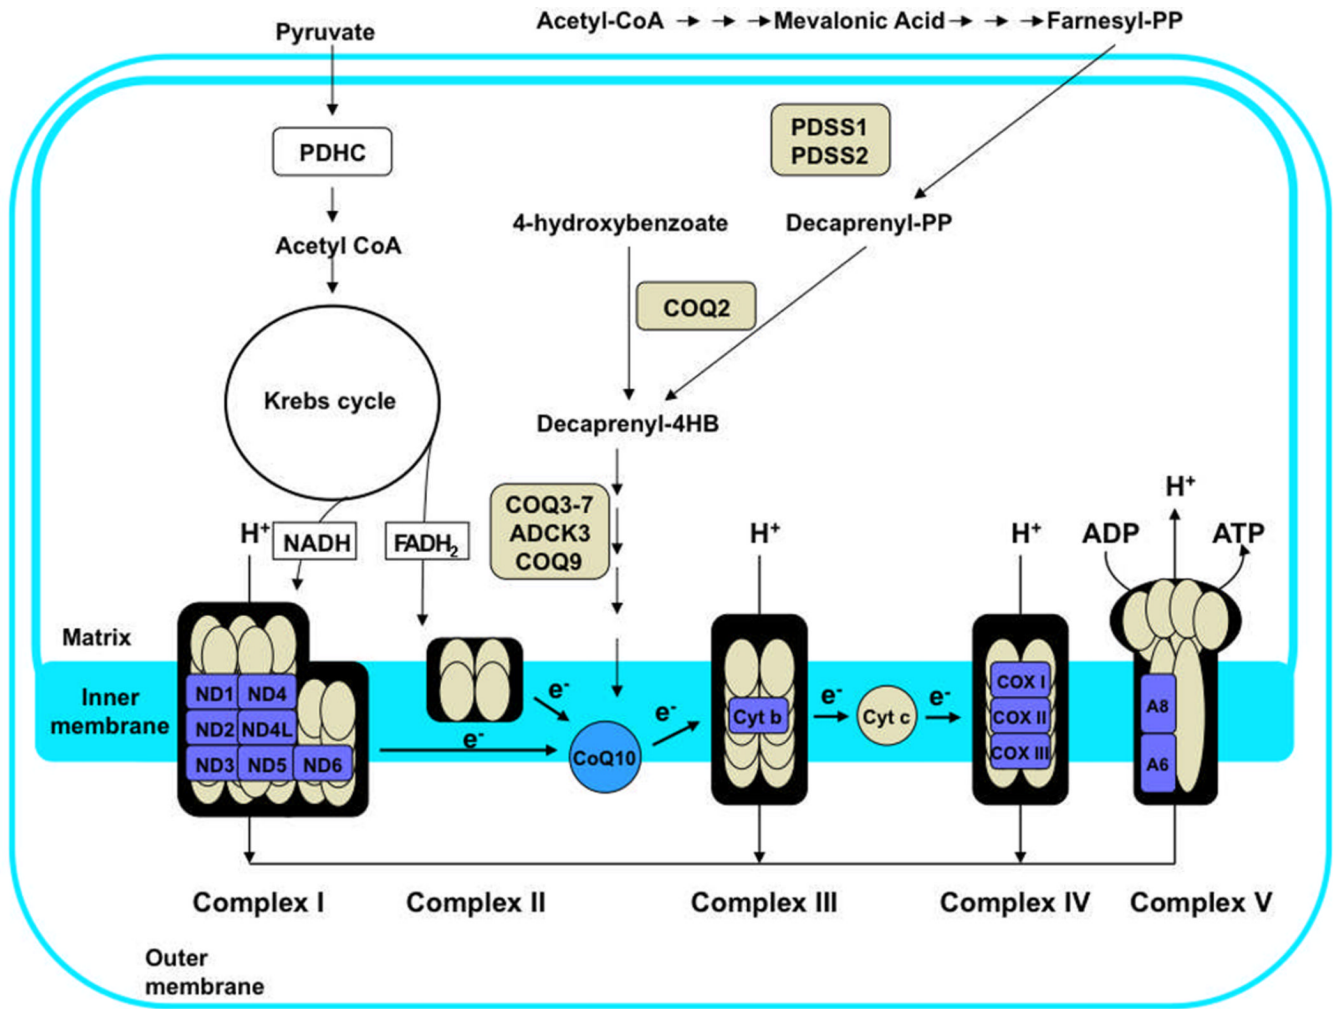 Acetyl-CoA Mevalonic Acid Farnesyl-PP
Pyruvate
PDHC
PDSS1
PDSS2
4-hydroxybenzoate Decaprenyl-PP
Acetyl CoA
COQ2
Krebs cycle
Decaprenyl-4HB
COQ3-7
ADCK3
COQ9
H⁺ NADH FADH₂ H⁺ H⁺ ADP H⁺ ATP
Matrix
Inner
membrane
ND1 ND4
ND2 ND4L
ND3 ND5 ND6
e⁻
e⁻
CoQ10
e⁻
Cyt b
e⁻
Cyt c
e⁻
COX I
COX II
COX III
A8
A6
Complex I Complex II Complex III Complex IV Complex V
Outer
membrane